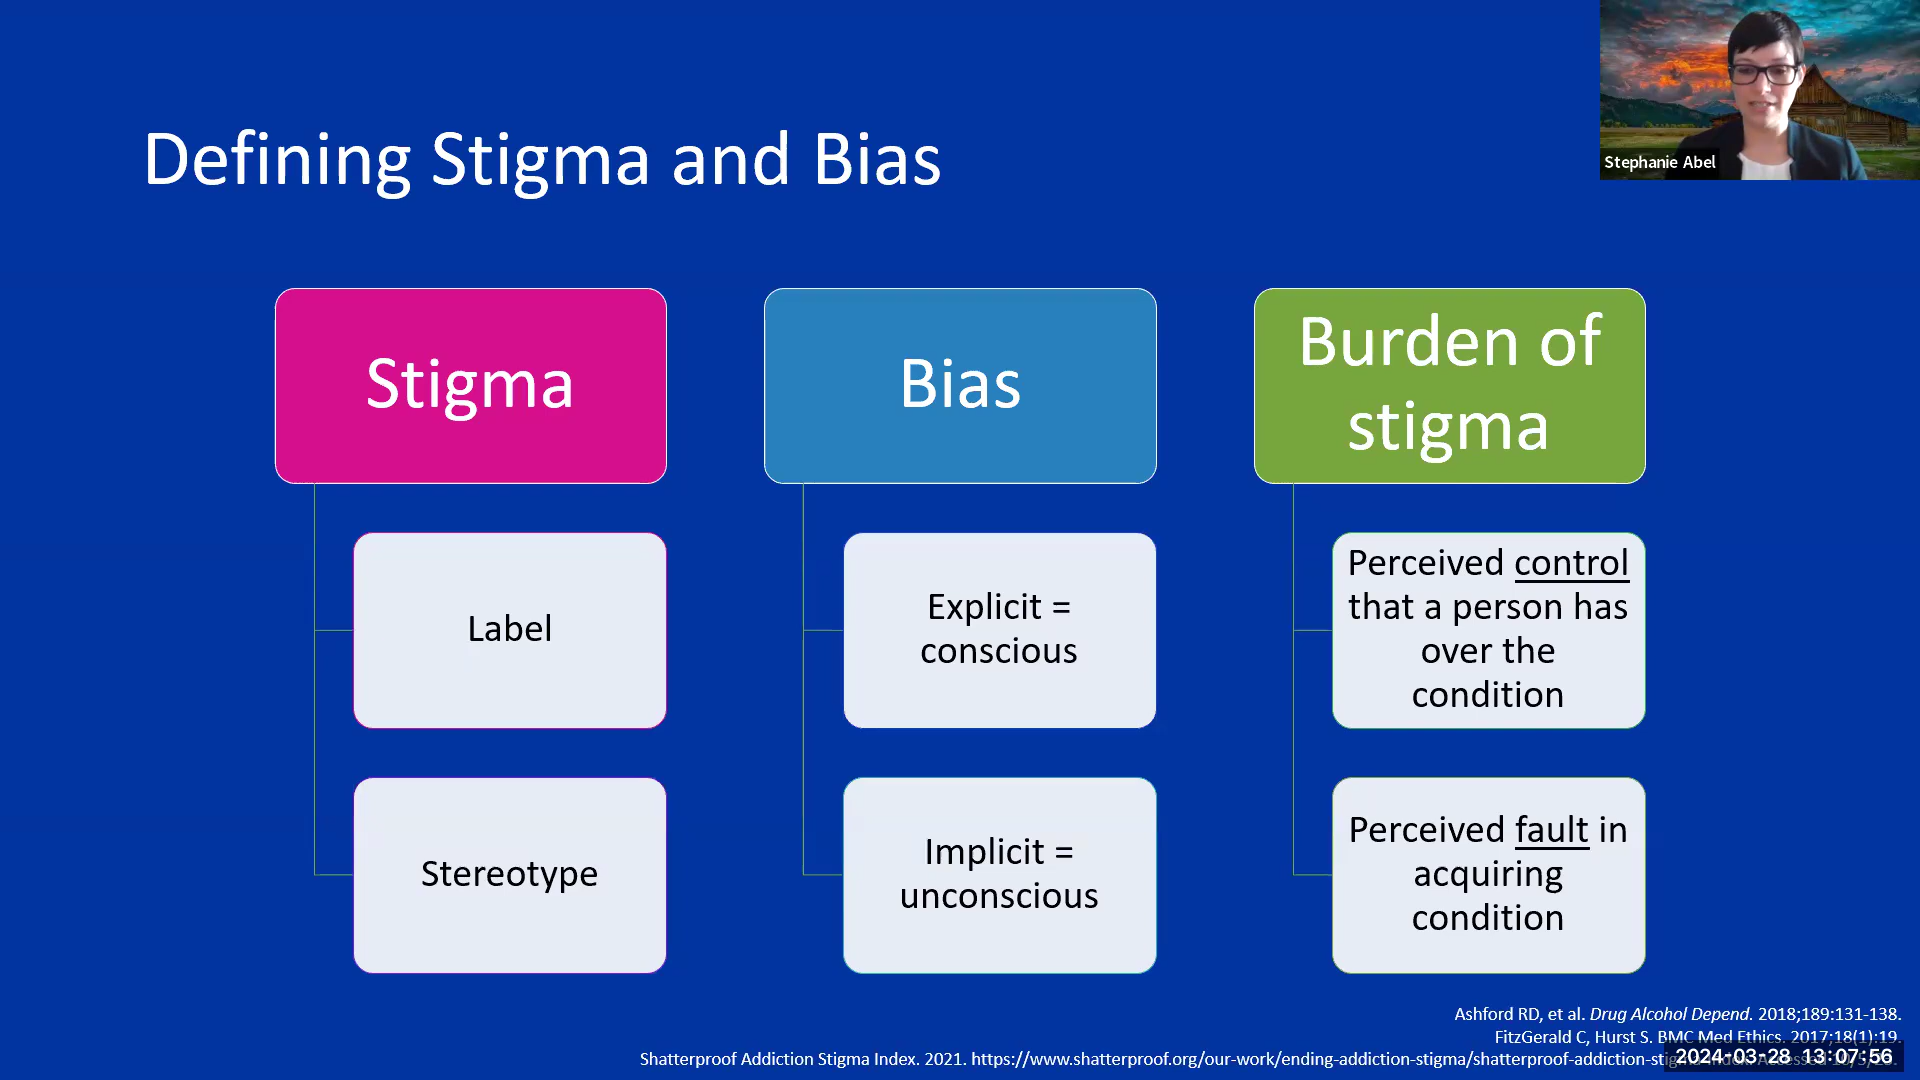 Stephanie Abel
Defining Stigma and Bias
Stigma
Label
Stereotype
Bias
Explicit =
conscious
Implicit =
unconscious
Burden of
stigma
Perceived control
that a person has
over the
condition
Perceived fault in
acquiring
condition
Ashford RD, et al. Drug Alcohol Depend. 2018;189:131-138.
FitzGerald C, Hurst S. BMC Med Ethics. 2017;18(1):19.
Shatterproof Addiction Stigma Index. 2021. https://www.shatterproof.org/our-work/ending-addiction-stigma/shatterproof-addiction-stigma-index. Accessed
2024-03-28 13:07:56